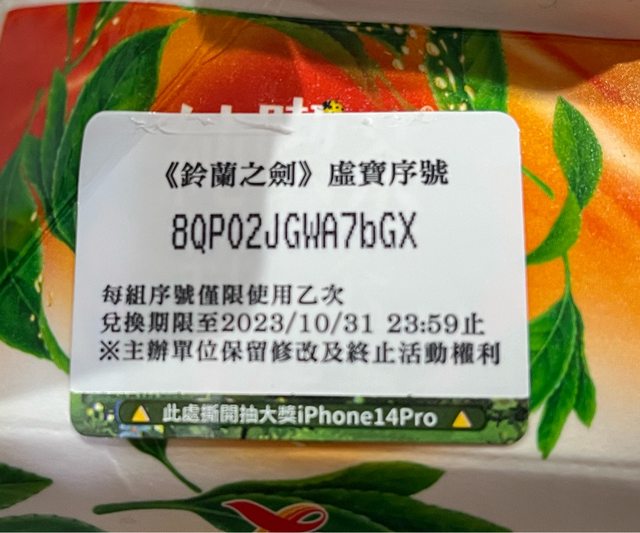 《鈴蘭之劍》虛寶序號
8QP02JGWA7bGX
每組序號僅限使用乙次
兌換期限至2023/10/31 23:59止
※主辦單位保留修改及終止活動權利
此處撕開抽大獎iPhone14Pro